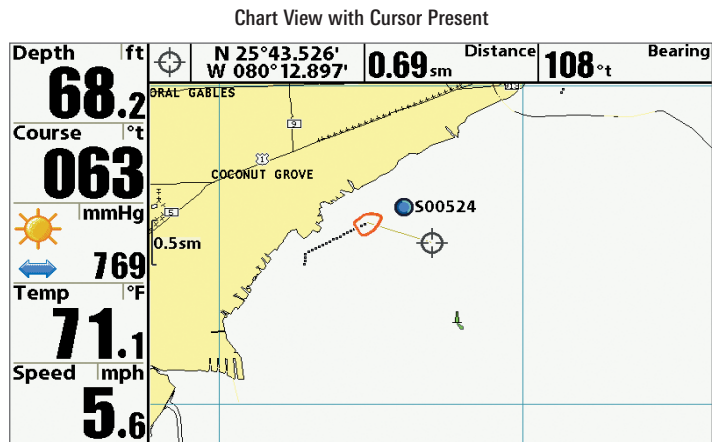 Chart View with Cursor Present
Depth ft
68.2
Course °t
063
mmHg
769
Temp °F
71.1
Speed mph
5.6
N 25°43.526'
W 080°12.897'
Distance
0.69 sm
Bearing
108°t
ORAL GABLES
9
1
COCONUT GROVE
5
0.5sm
S00524